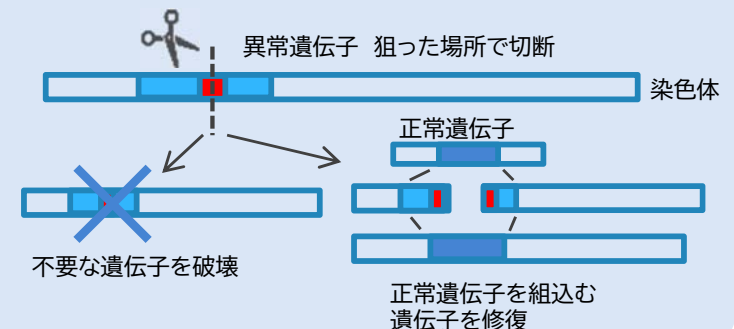 異常遺伝子 狙った場所で切断
染色体
正常遺伝子
不要な遺伝子を破壊
正常遺伝子を組込む
遺伝子を修復